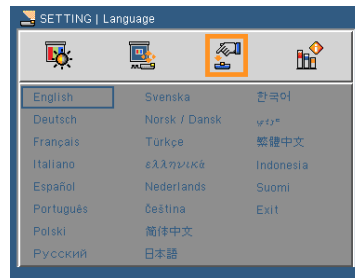 SETTING | Language
English
Deutsch
Français
Italiano
Español
Português
Polski
Русский
Svenska
Norsk / Dansk
Türkçe
ελληνικά
Nederlands
Čeština
简体中文
日本語
한국어
繁體中文
Indonesia
Suomi
Exit